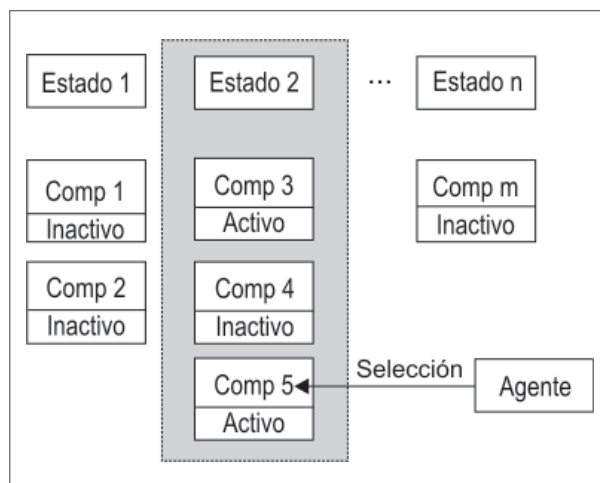 Estado 1
Estado 2
...
Estado n
Comp 1
Inactivo
Comp 3
Activo
Comp m
Inactivo
Comp 2
Inactivo
Comp 4
Inactivo
Comp 5
Activo
Selección
Agente